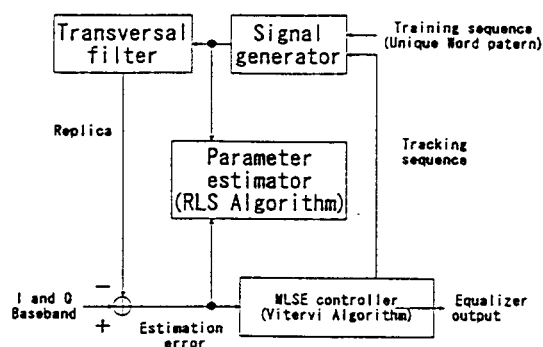 Transversal
filter
Signal
generator
Training sequence
(Unique Word patern)
Replica
Tracking
sequence
Parameter
estimator
(RLS Algorithm)
−
I and Q
Baseband
+
Estimation
error
MLSE controller
(Vitervi Algorithm)
Equalizer
output